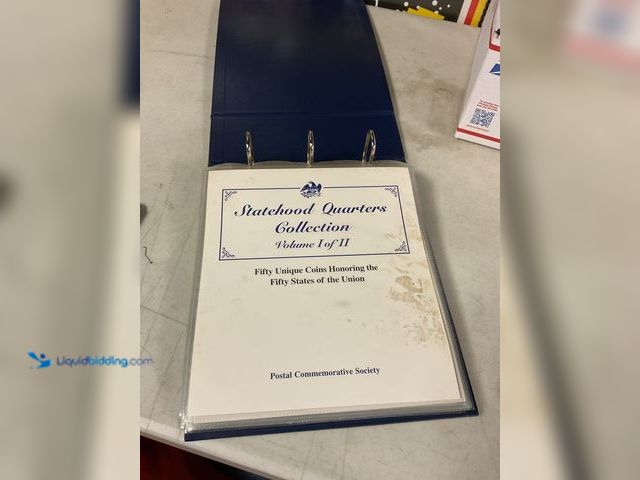 Statehood Quarters
Collection
Volume I of II
Fifty Unique Coins Honoring the
Fifty States of the Union
Postal Commemorative Society
Liquidbidding.com